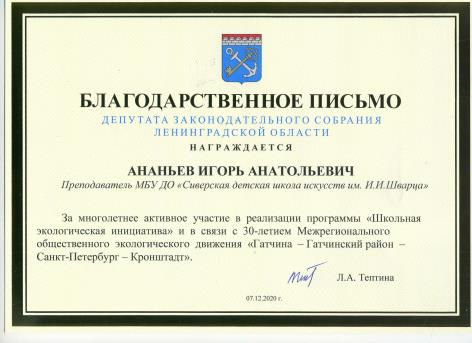 БЛАГОДАРСТВЕННОЕ ПИСЬМО
ДЕПУТАТА ЗАКОНОДАТЕЛЬНОГО СОБРАНИЯ
ЛЕНИНГРАДСКОЙ ОБЛАСТИ
НАГРАЖДАЕТСЯ
АНАНЬЕВ ИГОРЬ АНАТОЛЬЕВИЧ
Преподаватель МБУ ДО «Сиверская детская школа искусств им. И.И.Шварца»
За многолетнее активное участие в реализации программы «Школьная
экологическая инициатива» и в связи с 30-летием Межрегионального
общественного экологического движения «Гатчина – Гатчинский район –
Санкт-Петербург – Кронштадт».
Л.А. Тептина
07.12.2020 г.